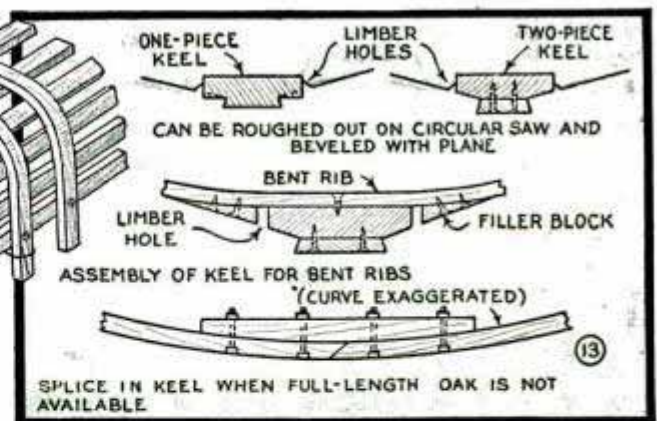 ONE-PIECE
KEEL
LIMBER
HOLES
TWO-PIECE
KEEL
CAN BE ROUGHED OUT ON CIRCULAR SAW AND
BEVELED WITH PLANE
BENT RIB
LIMBER
HOLE
FILLER BLOCK
ASSEMBLY OF KEEL FOR BENT RIBS
(CURVE EXAGGERATED)
13
SPLICE IN KEEL WHEN FULL-LENGTH OAK IS NOT
AVAILABLE